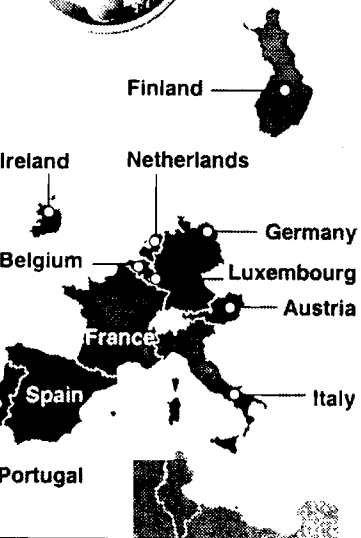 Finland
Ireland
Netherlands
Germany
Belgium
Luxembourg
Austria
France
Spain
Italy
Portugal